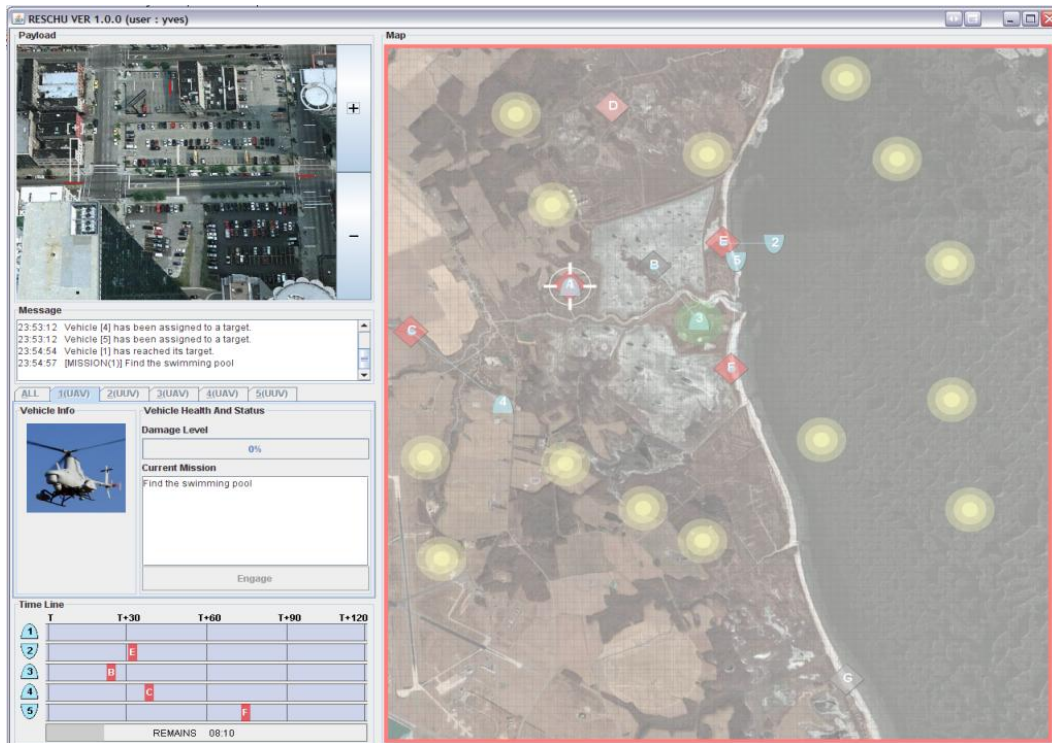 RESCHU VER 1.0.0 (user : yves)
Payload
+
−
Message
23:53:12 Vehicle [4] has been assigned to a target.
23:53:12 Vehicle [5] has been assigned to a target.
23:54:54 Vehicle [1] has reached its target.
23:54:57 [MISSION(1)] Find the swimming pool
ALL 1(UAV) 2(UUV) 3(UAV) 4(UAV) 5(UUV)
Vehicle Info
Vehicle Health And Status
Damage Level
0%
Current Mission
Find the swimming pool
Engage
Time Line
T T+30 T+60 T+90 T+120
1
2 E
3 B
4 C
5 F
REMAINS 08:10
Map
D
E 2
5
B
3
C
4
G